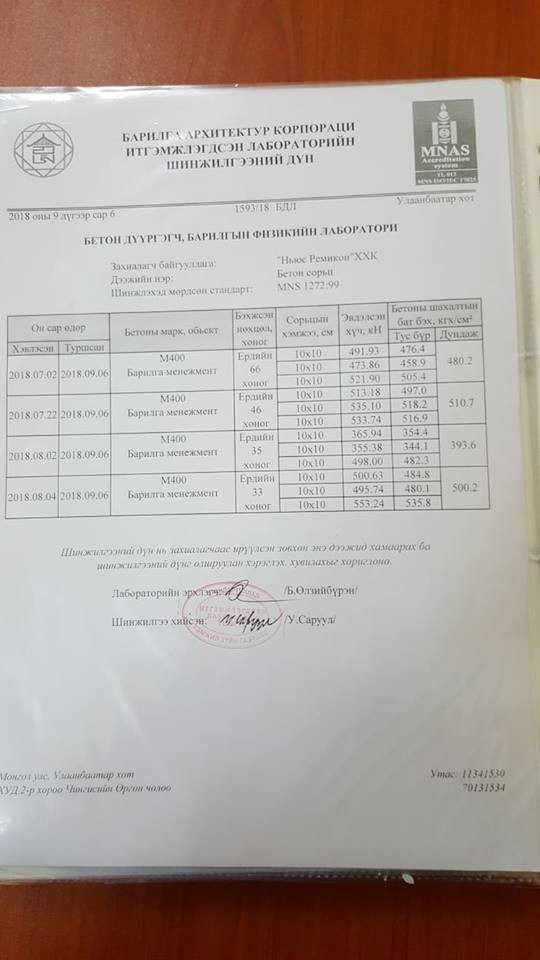 БАРИЛГА АРХИТЕКТУР КОРПОРАЦИ
ИТГЭМЖЛЭГДСЭН ЛАБОРАТОРИЙН
ШИНЖИЛГЭЭНИЙ ДҮН
MNAS
Accreditation
system
TL 013
MNS ISO/IEC 17025
2018 оны 9 дүгээр сар 6 1593/18 БДЛ Улаанбаатар хот
БЕТОН ДҮҮРГЭГЧ, БАРИЛГЫН ФИЗИКИЙН ЛАБОРАТОРИ
Захиалагч байгууллага: "Ньюс Ремикон"ХХК
Дээжийн нэр: Бетон сорьц
Шинжлэхэд мөрдсөн стандарт: MNS 1272:99
Он сар өдөр Бетоны марк, обьект Бэхжсэн нөхцөл, хоног Сорьцын хэмжээ, см Эвдэлсэн хүч, кН Бетоны шахалтын бат бэх, кгх/см²
Хэвлэсэн Туршсан Тус бүр Дундаж
2018.07.02 2018.09.06 М400 Барилга менежмент Ердийн 66 хоног 10x10 491.93 476.4 480.2
10x10 473.86 458.9
10x10 521.90 505.4
2018.07.22 2018.09.06 М400 Барилга менежмент Ердийн 46 хоног 10x10 513.18 497.0 510.7
10x10 535.10 518.2
10x10 533.74 516.9
2018.08.02 2018.09.06 М400 Барилга менежмент Ердийн 35 хоног 10x10 365.94 354.4 393.6
10x10 355.38 344.1
10x10 498.00 482.3
2018.08.04 2018.09.06 М400 Барилга менежмент Ердийн 33 хоног 10x10 500.63 484.8 500.2
10x10 495.74 480.1
10x10 553.24 535.8
Шинжилгээний дүн нь захиалагчаас ирүүлсэн зөвхөн энэ дээжид хамаарах ба
шинжилгээний дүнг олшруулан хэрэглэх, хувилахыг хориглоно.
Лабораторийн эрхлэгч: /Б.Өлзийбүрэн/
Шинжилгээ хийсэн: /У.Саруул/
Монгол улс, Улаанбаатар хот Утас: 11341530
ХУД 2-р хороо Чингисийн Өргөн чөлөө 70131534